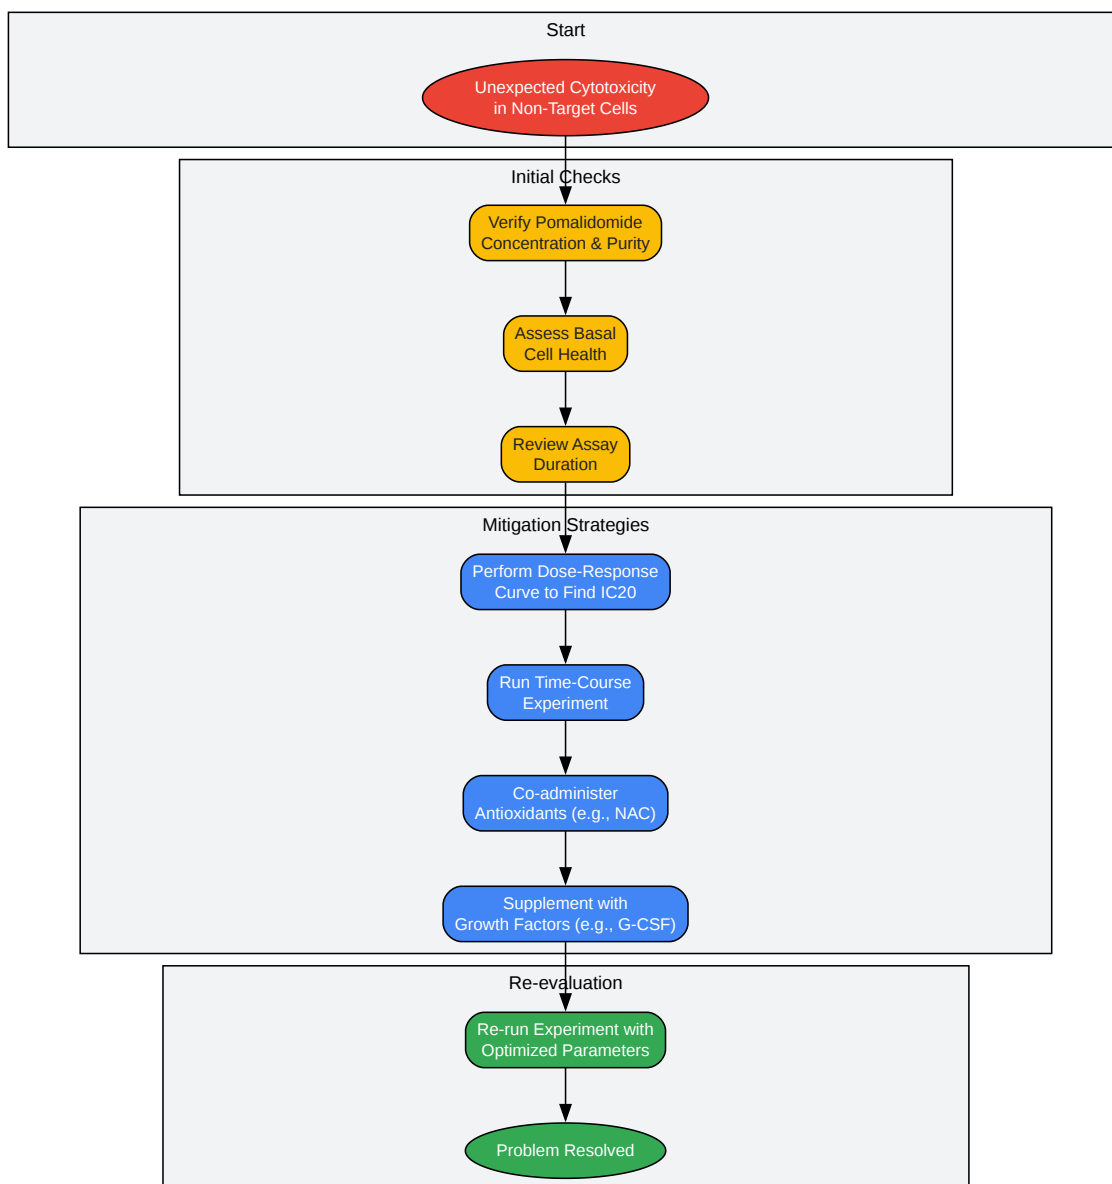 Start
Unexpected Cytotoxicity
in Non-Target Cells
Initial Checks
Verify Pomalidomide
Concentration & Purity
Assess Basal
Cell Health
Review Assay
Duration
Mitigation Strategies
Perform Dose-Response
Curve to Find IC20
Run Time-Course
Experiment
Co-administer
Antioxidants (e.g., NAC)
Supplement with
Growth Factors (e.g., G-CSF)
Re-evaluation
Re-run Experiment with
Optimized Parameters
Problem Resolved